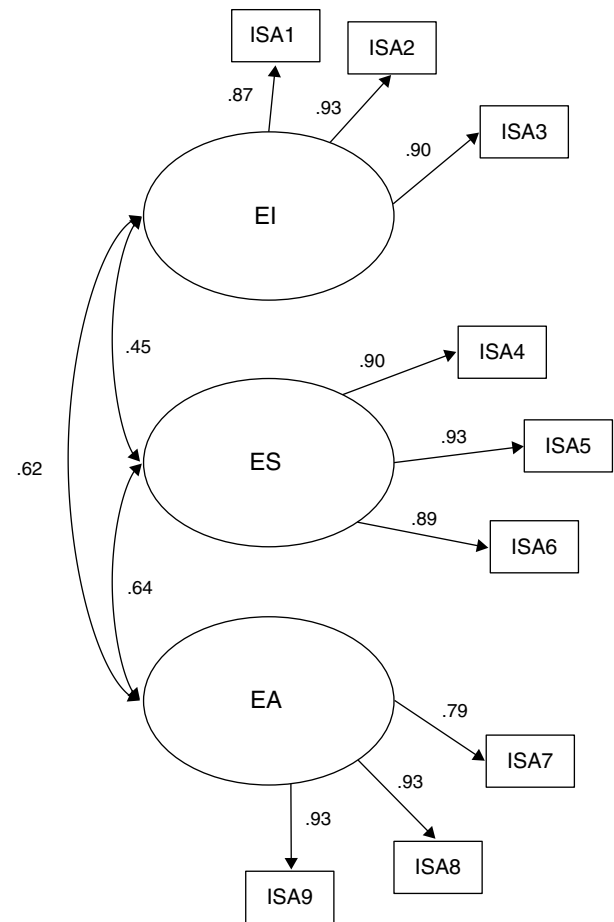 ISA1
ISA2
.87
.93
ISA3
.90
EI
.45
ISA4
.90
ISA5
.93
ES
.62
.89
ISA6
.64
EA
.79
ISA7
.93
.93
ISA8
ISA9